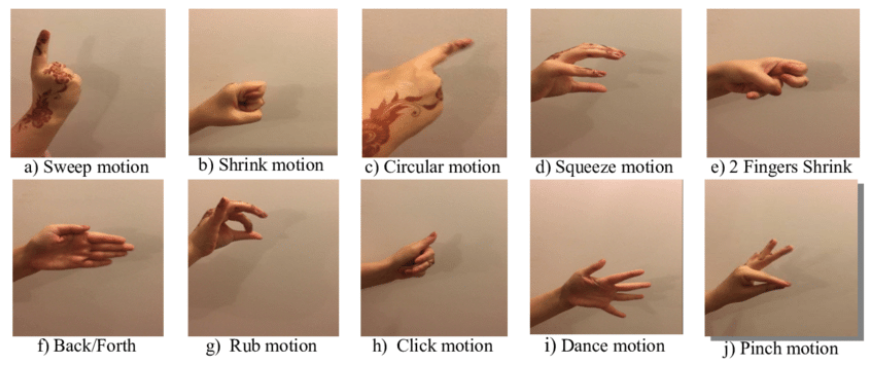 a) Sweep motion
b) Shrink motion
c) Circular motion
d) Squeeze motion
e) 2 Fingers Shrink
f) Back/Forth
g) Rub motion
h) Click motion
i) Dance motion
j) Pinch motion